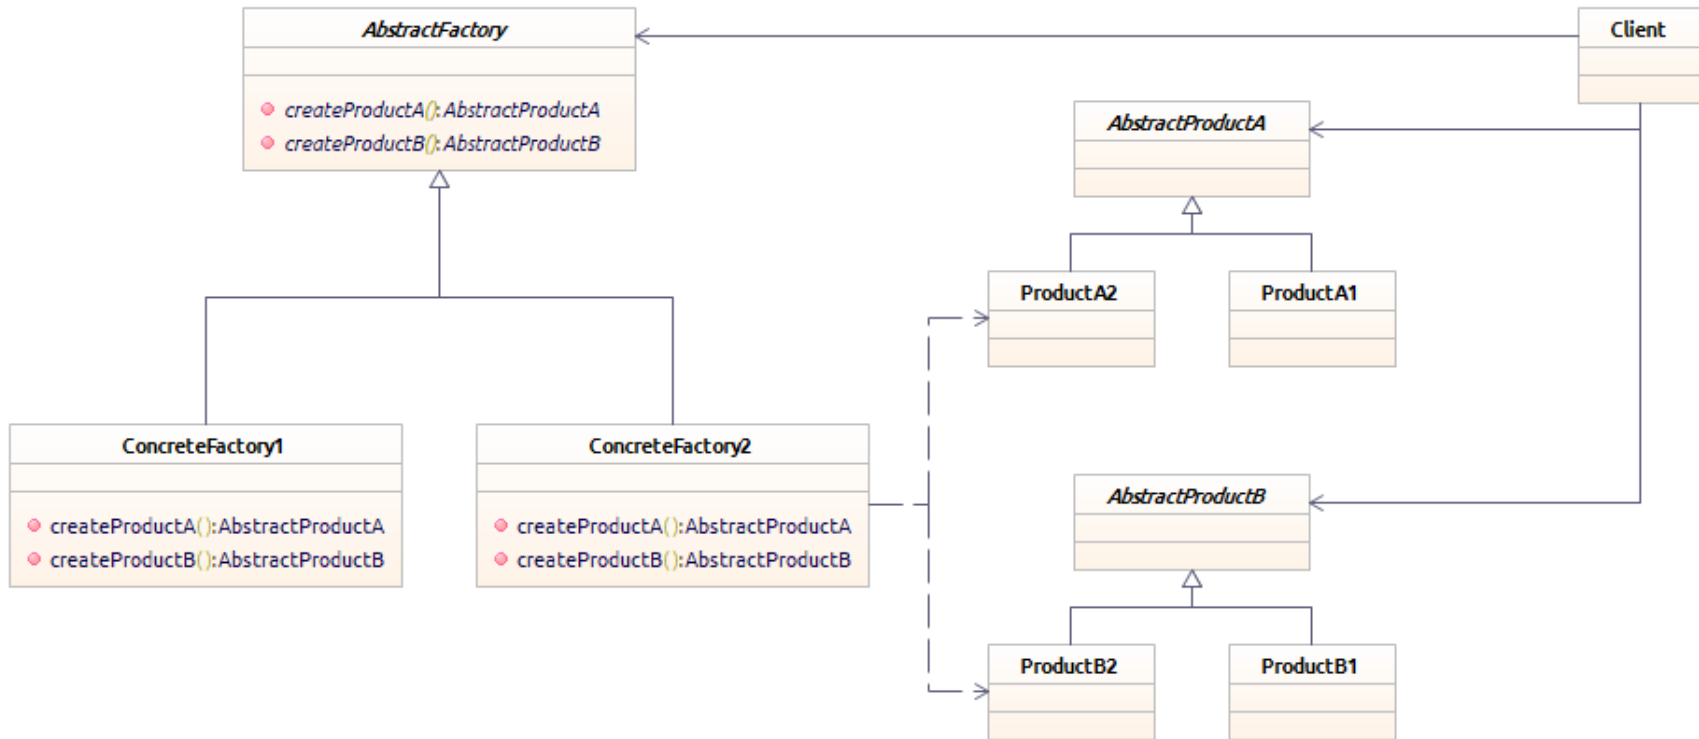 AbstractFactory
createProductA():AbstractProductA
createProductB():AbstractProductB
Client
AbstractProductA
ProductA2
ProductA1
ConcreteFactory1
createProductA():AbstractProductA
createProductB():AbstractProductB
ConcreteFactory2
createProductA():AbstractProductA
createProductB():AbstractProductB
AbstractProductB
ProductB2
ProductB1